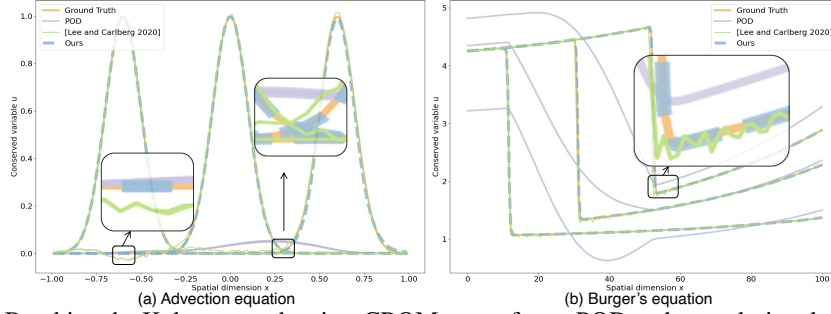 Ground Truth
POD
[Lee and Carlberg 2020]
Ours
Conserved variable u
1.0
0.8
0.6
0.4
0.2
0.0
−1.00 −0.75 −0.50 −0.25 0.00 0.25 0.50 0.75 1.00
Spatial dimension x
(a) Advection equation
Ground Truth
POD
[Lee and Carlberg 2020]
Ours
Conserved variable u
5
4
3
2
1
0 20 40 60 80 100
Spatial dimension x
(b) Burger's equation
POD